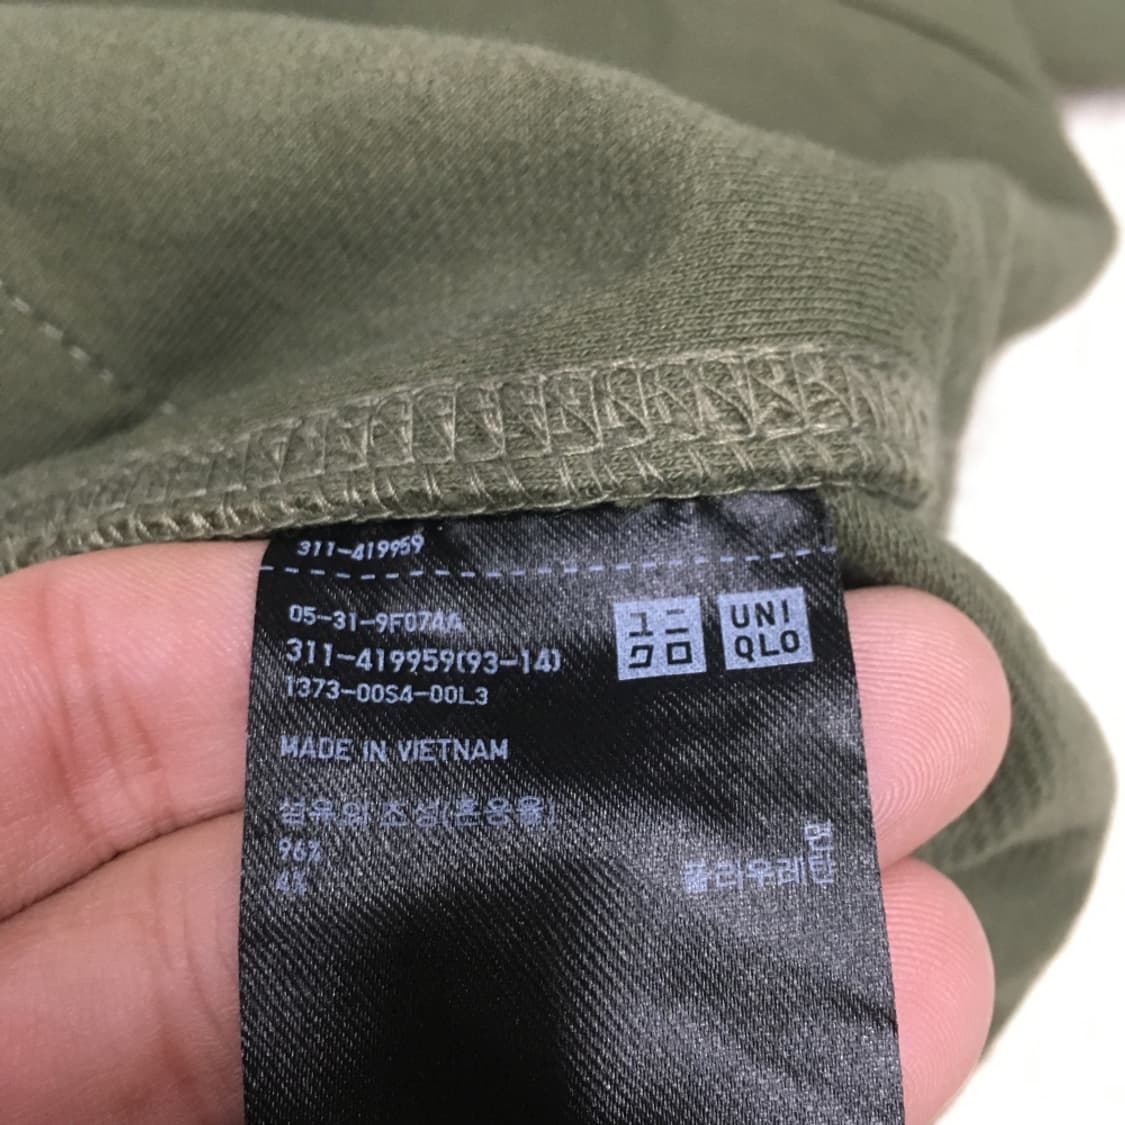 311-419959
05-31-9F074A
ユニ
クロ
UNI
QLO
311-419959(93-14)
1373-00S4-00L3
MADE IN VIETNAM
섬유의 조성(혼용율)
96% 면
4% 폴리우레탄